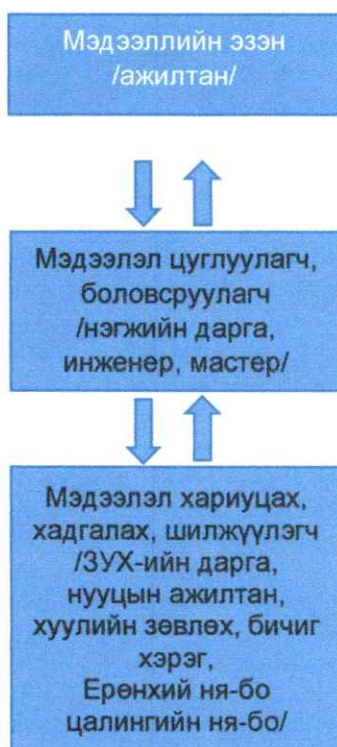 Мэдээллийн эзэн
/ажилтан/
Мэдээлэл цуглуулагч,
боловсруулагч
/нэгжийн дарга,
инженер, мастер/
Мэдээлэл хариуцах,
хадгалах, шилжүүлэгч
/ЗУХ-ийн дарга,
нууцын ажилтан,
хуулийн зөвлөх, бичиг
хэрэг,
Ерөнхий ня-бо
цалингийн ня-бо/